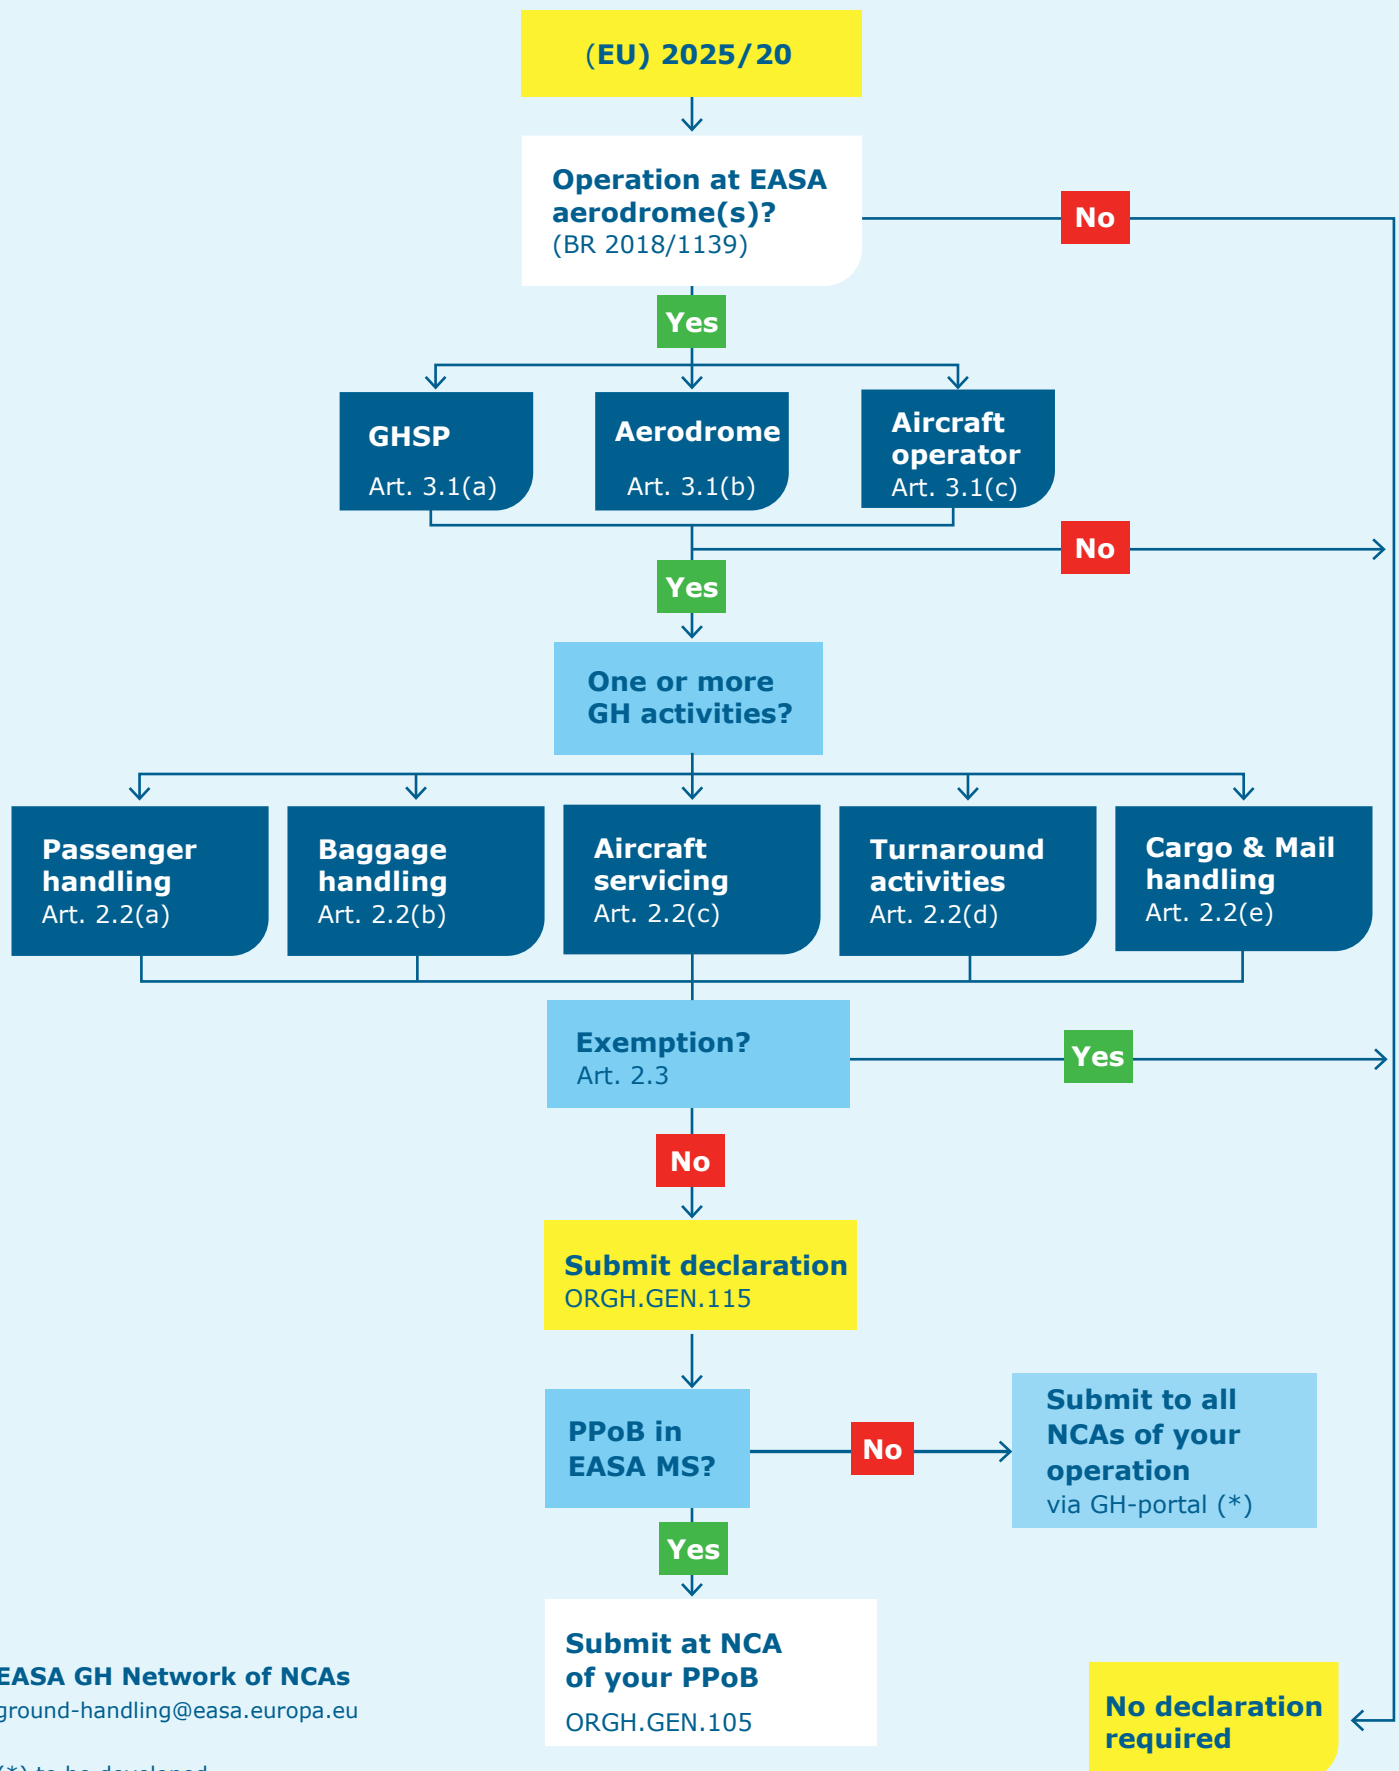 (EU) 2025/20
Operation at EASA
aerodrome(s)?
(BR 2018/1139)
No
Yes
GHSP
Art. 3.1(a)
Aerodrome
Art. 3.1(b)
Aircraft
operator
Art. 3.1(c)
No
Yes
One or more
GH activities?
Passenger
handling
Art. 2.2(a)
Baggage
handling
Art. 2.2(b)
Aircraft
servicing
Art. 2.2(c)
Turnaround
activities
Art. 2.2(d)
Cargo & Mail
handling
Art. 2.2(e)
Exemption?
Art. 2.3
Yes
No
Submit declaration
ORGH.GEN.115
PPoB in
EASA MS?
No
Submit to all
NCAs of your
operation
via GH-portal (*)
Yes
Submit at NCA
of your PPoB
ORGH.GEN.105
EASA GH Network of NCAs
ground-handling@easa.europa.eu
(*) to be developed
No declaration
required